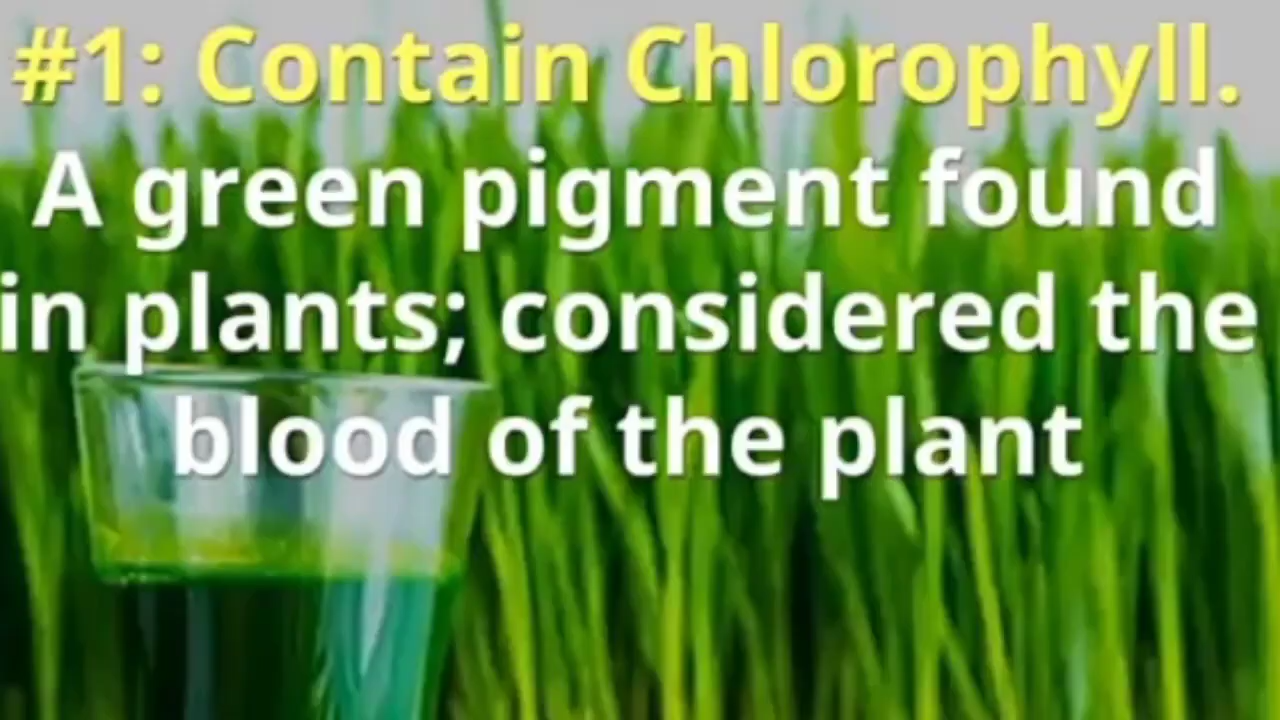 #1: Contain Chlorophyll.
A green pigment found
in plants; considered the
blood of the plant